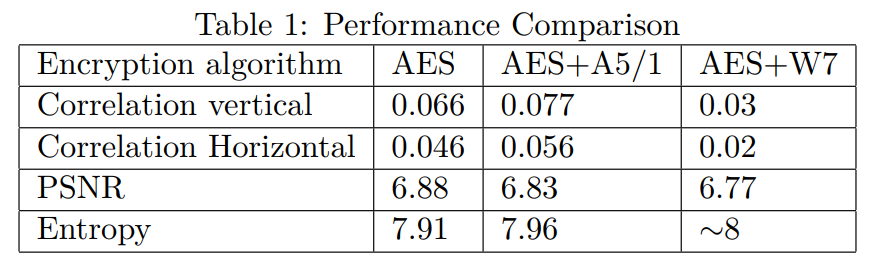 Table 1: Performance Comparison
Encryption algorithm AES AES+A5/1 AES+W7
Correlation vertical 0.066 0.077 0.03
Correlation Horizontal 0.046 0.056 0.02
PSNR 6.88 6.83 6.77
Entropy 7.91 7.96 ~8